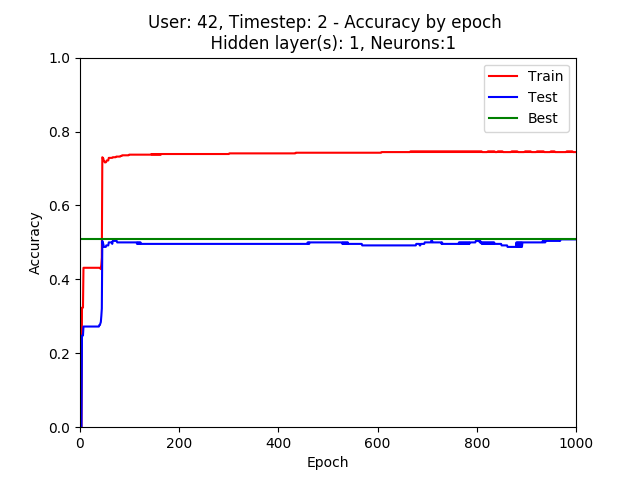 User: 42, Timestep: 2 - Accuracy by epoch
Hidden layer(s): 1, Neurons:1
Train
Test
Best
Accuracy
1.0
0.8
0.6
0.4
0.2
0.0
0 200 400 600 800 1000
Epoch